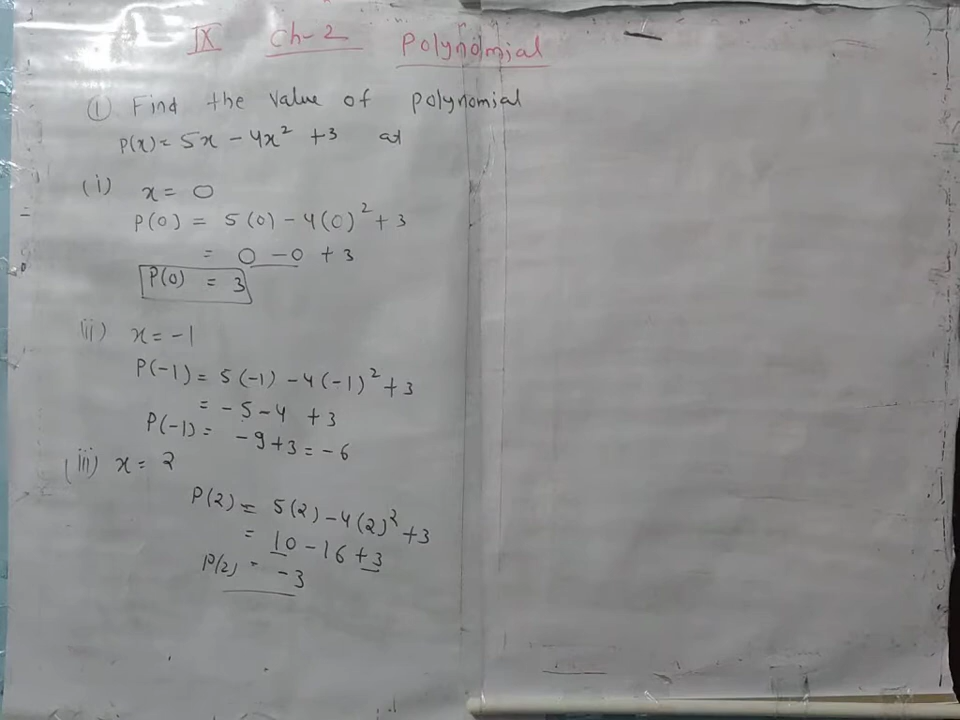 IX Ch-2 Polynomial
① Find the value of polynomial
P(x) = 5x - 4x² + 3 at
(i) x = 0
P(0) = 5(0) - 4(0)² + 3
= 0 - 0 + 3
P(0) = 3
(ii) x = -1
P(-1) = 5(-1) - 4(-1)² + 3
= -5 - 4 + 3
P(-1) = -9 + 3 = -6
(iii) x = 2
P(2) = 5(2) - 4(2)² + 3
= 10 - 16 + 3
P(2) = -3